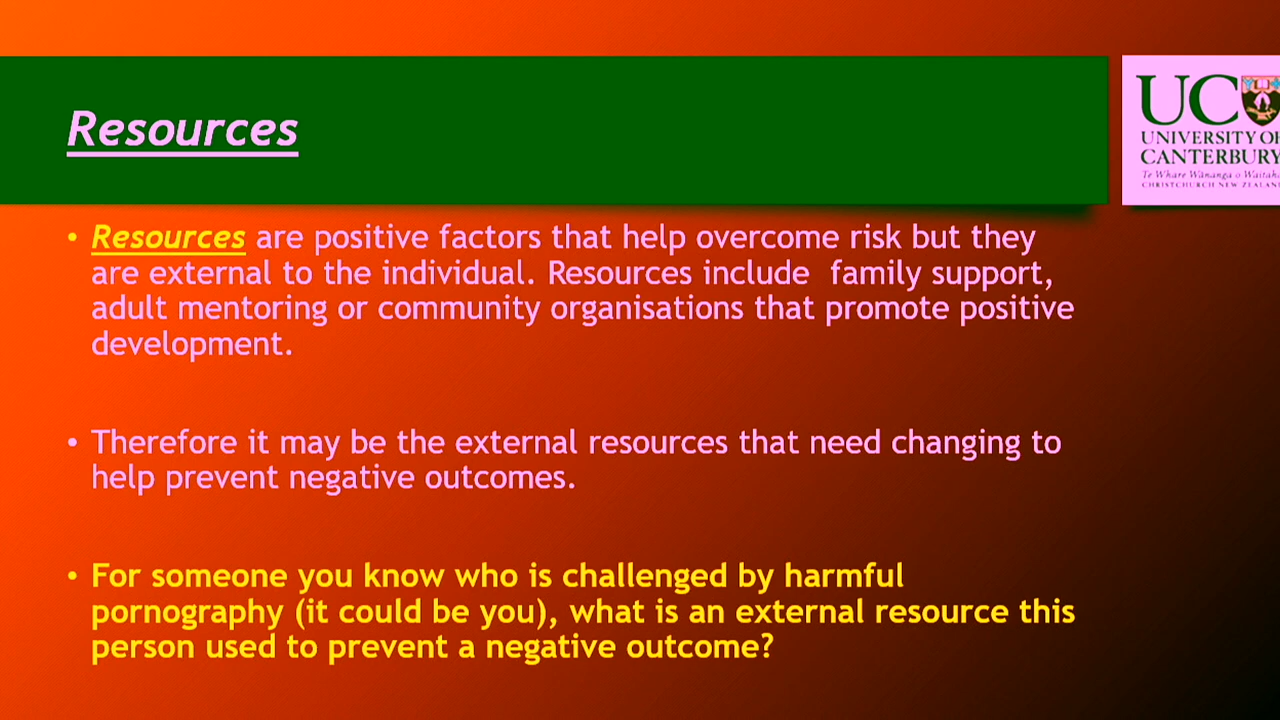 Resources
UC
UNIVERSITY OF
CANTERBURY
Te Whare Wānanga o Waitaha
CHRISTCHURCH NEW ZEALAND
• Resources are positive factors that help overcome risk but they
are external to the individual. Resources include  family support,
adult mentoring or community organisations that promote positive
development.
• Therefore it may be the external resources that need changing to
help prevent negative outcomes.
• For someone you know who is challenged by harmful
pornography (it could be you), what is an external resource this
person used to prevent a negative outcome?